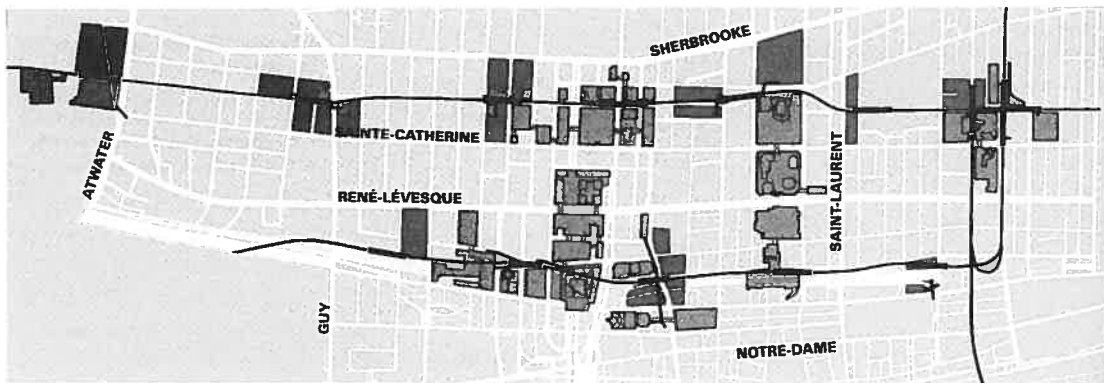 SHERBROOKE
SAINTE-CATHERINE
ATWATER
RENÉ-LÉVESQUE
SAINT-LAURENT
GUY
NOTRE-DAME